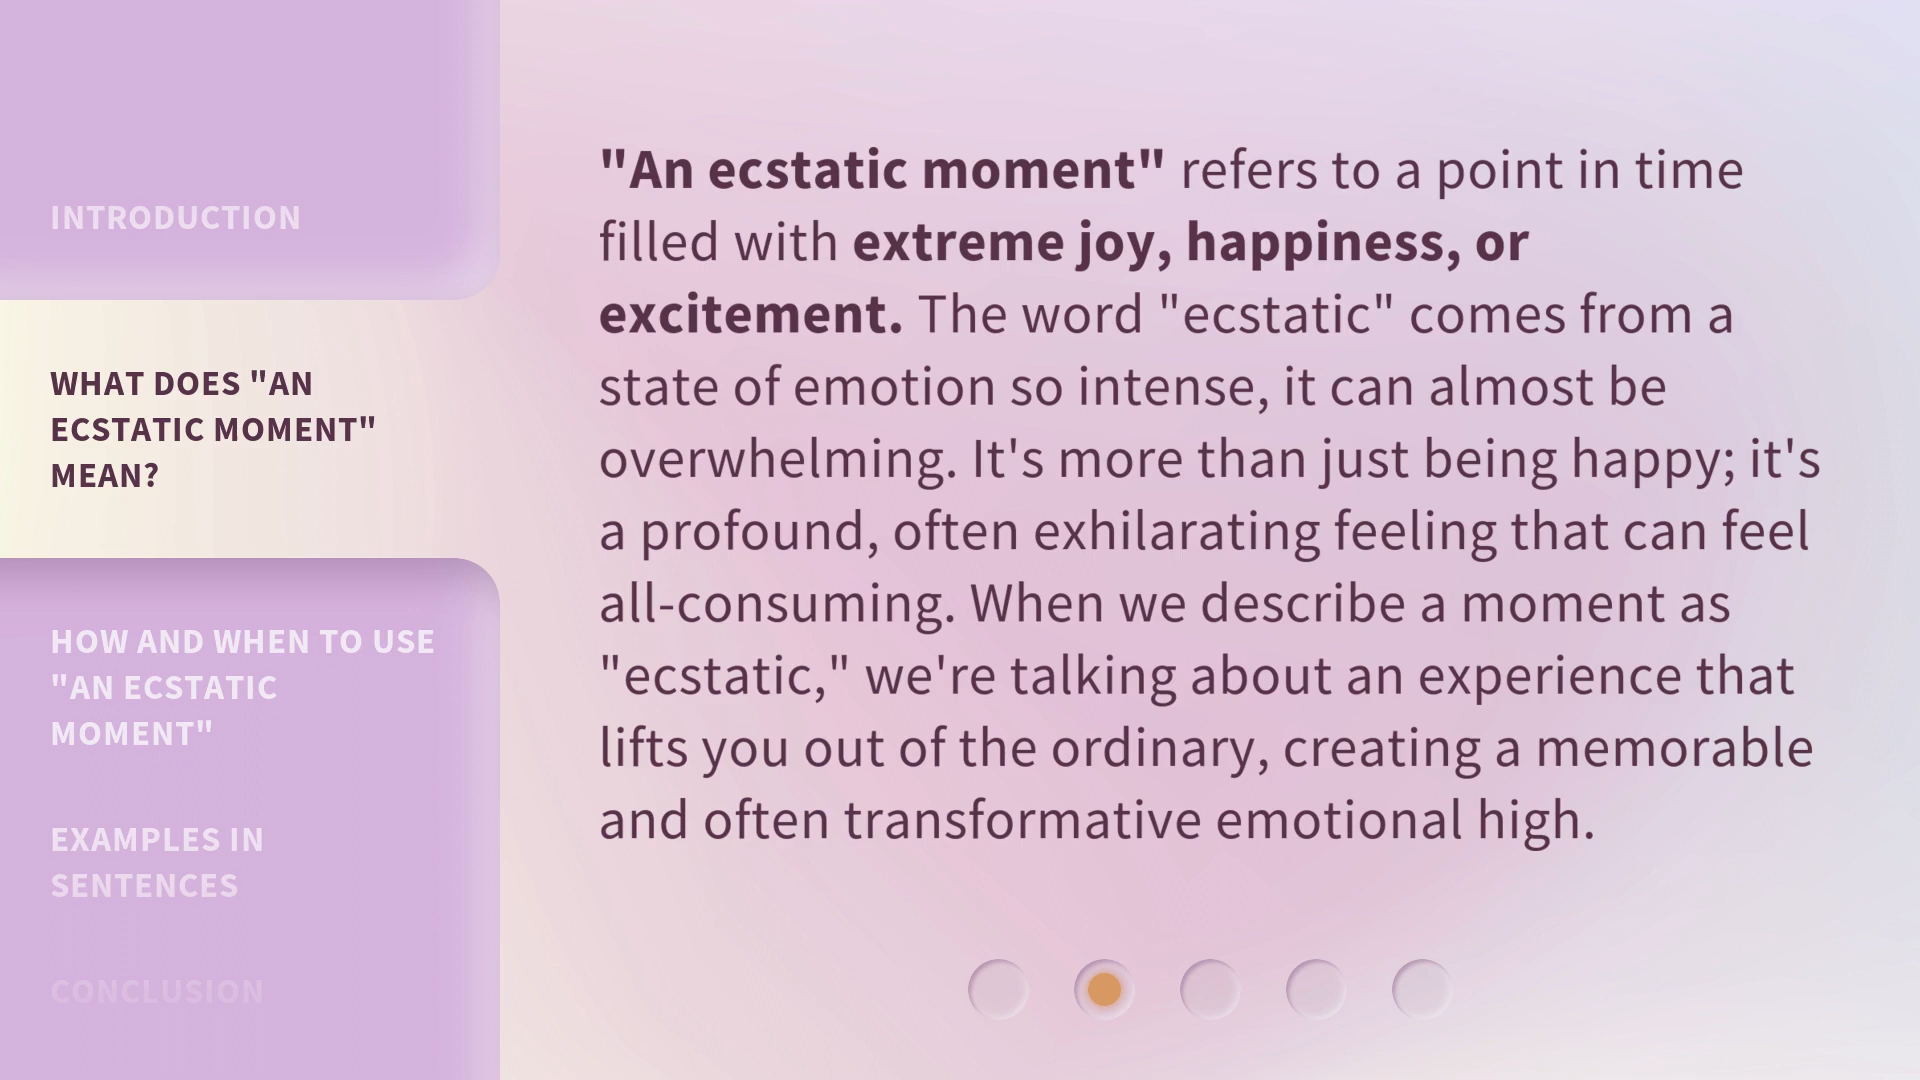 INTRODUCTION
WHAT DOES "AN
ECSTATIC MOMENT"
MEAN?
HOW AND WHEN TO USE
"AN ECSTATIC
MOMENT"
EXAMPLES IN
SENTENCES
CONCLUSION
"An ecstatic moment" refers to a point in time
filled with extreme joy, happiness, or
excitement. The word "ecstatic" comes from a
state of emotion so intense, it can almost be
overwhelming. It's more than just being happy; it's
a profound, often exhilarating feeling that can feel
all-consuming. When we describe a moment as
"ecstatic," we're talking about an experience that
lifts you out of the ordinary, creating a memorable
and often transformative emotional high.